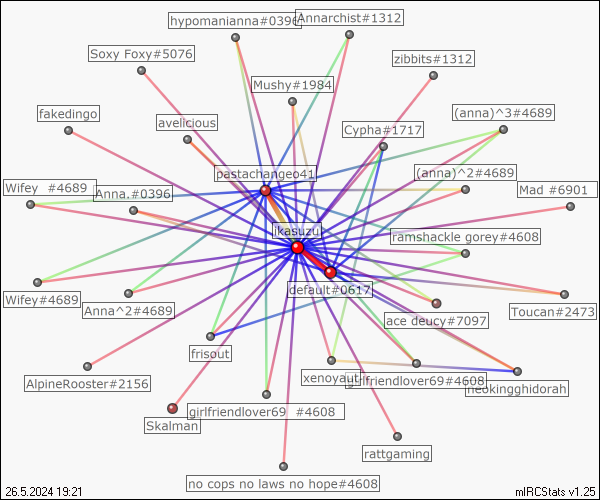 hypomanianna#0396
Annarchist#1312
Soxy Foxy#5076
zibbits#1312
Mushy#1984
fakedingo
avelicious
(anna)^3#4689
Cypha#1717
pastachangeo41
(anna)^2#4689
Wifey  #4689
Anna.#0396
Mad #6901
ikasuzu
ramshackle gorey#4608
default#0617
Wifey#4689
Anna^2#4689
Toucan#2473
ace deucy#7097
frisout
AlpineRooster#2156
xenoyaut
girlfriendlover69#4608
neokingghidorah
girlfriendlover69  #4608
Skalman
rattgaming
no cops no laws no hope#4608
26.5.2024 19:21
mIRCStats v1.25